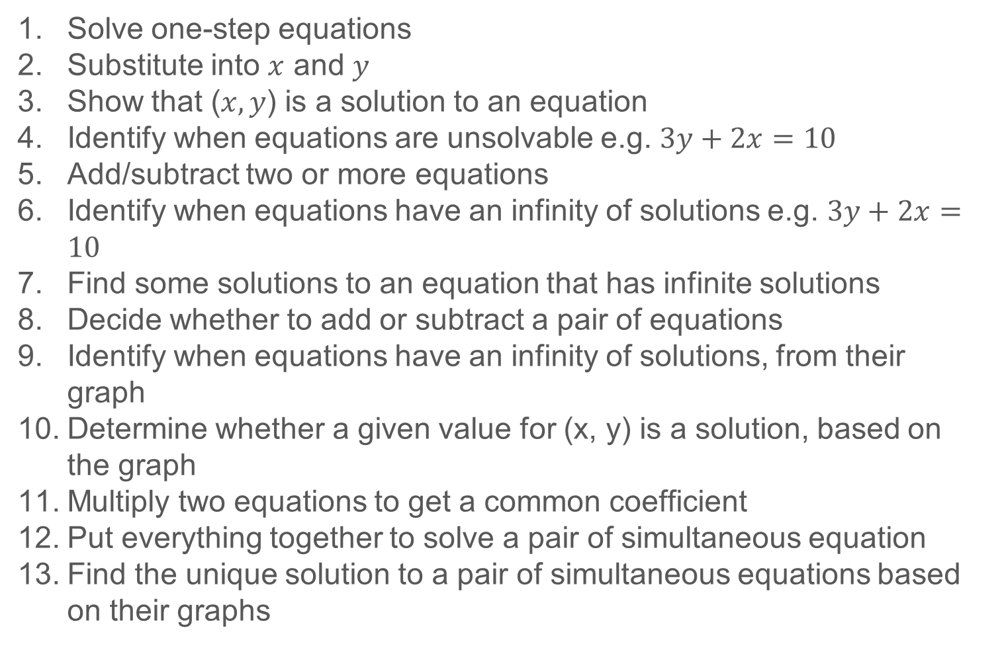 1. Solve one-step equations
2. Substitute into x and y
3. Show that (x, y) is a solution to an equation
4. Identify when equations are unsolvable e.g. 3y + 2x = 10
5. Add/subtract two or more equations
6. Identify when equations have an infinity of solutions e.g. 3y + 2x =
10
7. Find some solutions to an equation that has infinite solutions
8. Decide whether to add or subtract a pair of equations
9. Identify when equations have an infinity of solutions, from their
graph
10. Determine whether a given value for (x, y) is a solution, based on
the graph
11. Multiply two equations to get a common coefficient
12. Put everything together to solve a pair of simultaneous equation
13. Find the unique solution to a pair of simultaneous equations based
on their graphs